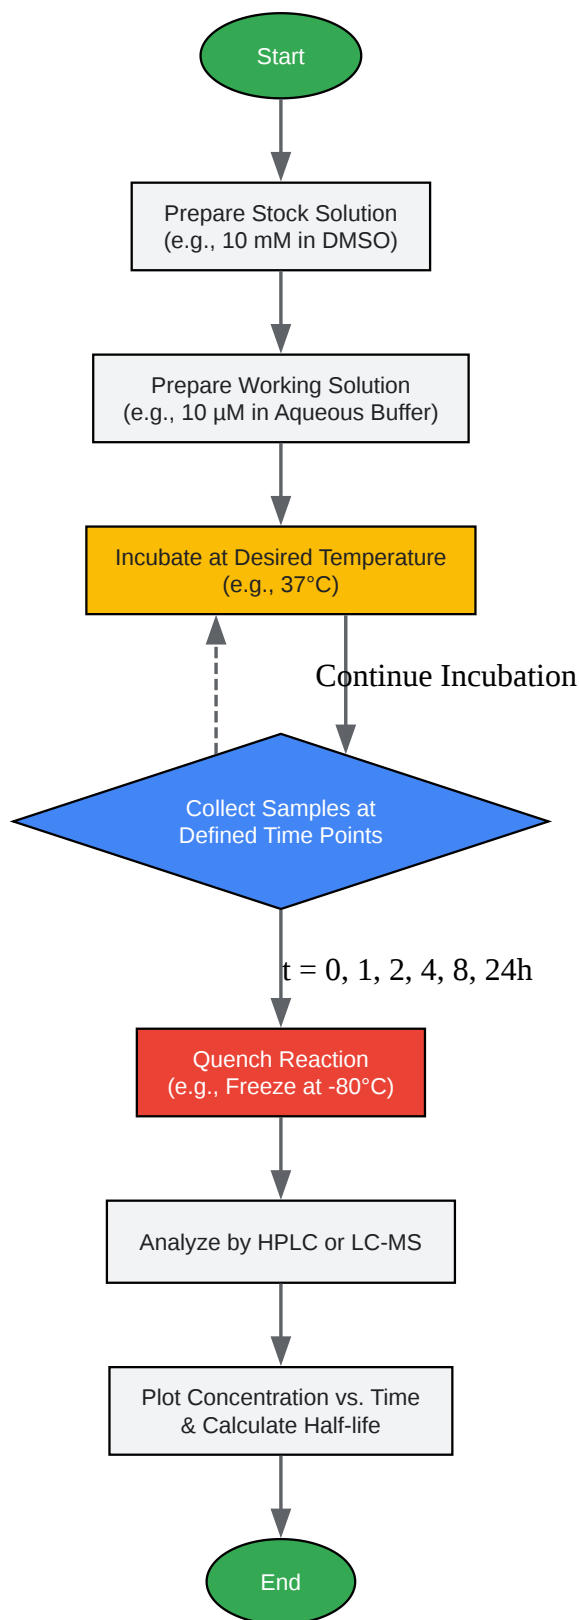 Start
Prepare Stock Solution
(e.g., 10 mM in DMSO)
Prepare Working Solution
(e.g., 10 µM in Aqueous Buffer)
Incubate at Desired Temperature
(e.g., 37°C)
Continue Incubation
Collect Samples at
Defined Time Points
t = 0, 1, 2, 4, 8, 24h
Quench Reaction
(e.g., Freeze at -80°C)
Analyze by HPLC or LC-MS
Plot Concentration vs. Time
& Calculate Half-life
End